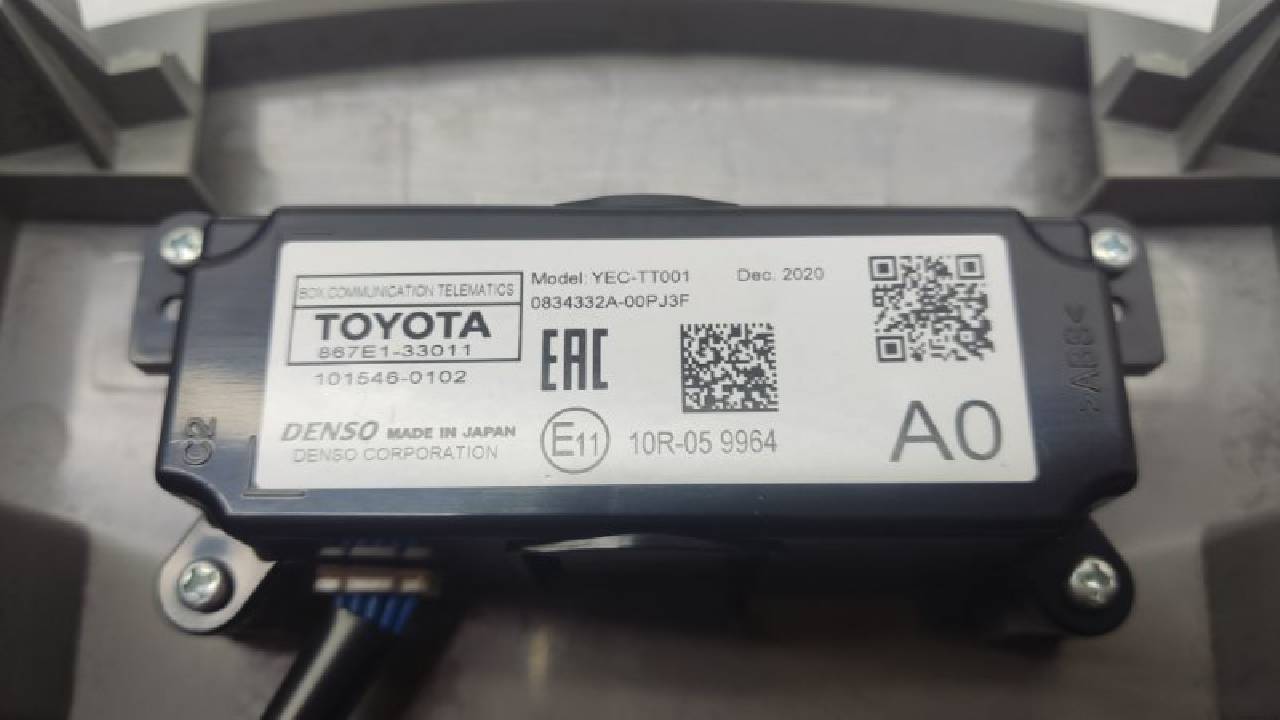 BOX,COMMUNICATION TELEMATICS
TOYOTA
867E1-33011
101546-0102
Model: YEC-TT001 Dec. 2020
0834332A-00PJ3F
EAC
DENSO MADE IN JAPAN
DENSO CORPORATION
E11 10R-05 9964
A0
C2
>ABS<